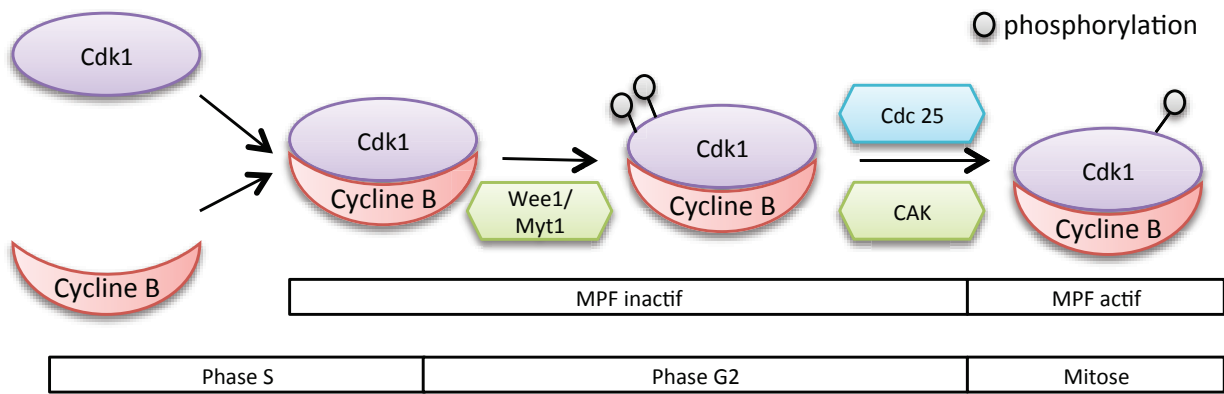 phosphorylation
Cdk1
Cdk1
Cycline B
Wee1/
Myt1
Cdk1
Cycline B
Cdc 25
CAK
Cdk1
Cycline B
Cycline B
MPF inactif
MPF actif
Phase S
Phase G2
Mitose